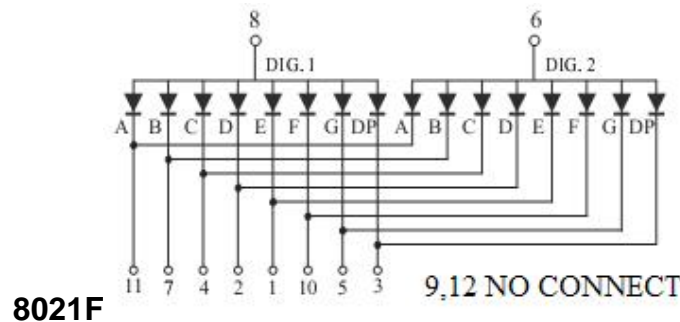 8 6
DIG. 1 DIG. 2
A B C D E F G DP A B C D E F G DP
11 7 4 2 1 10 5 3 9,12 NO CONNECT
8021F